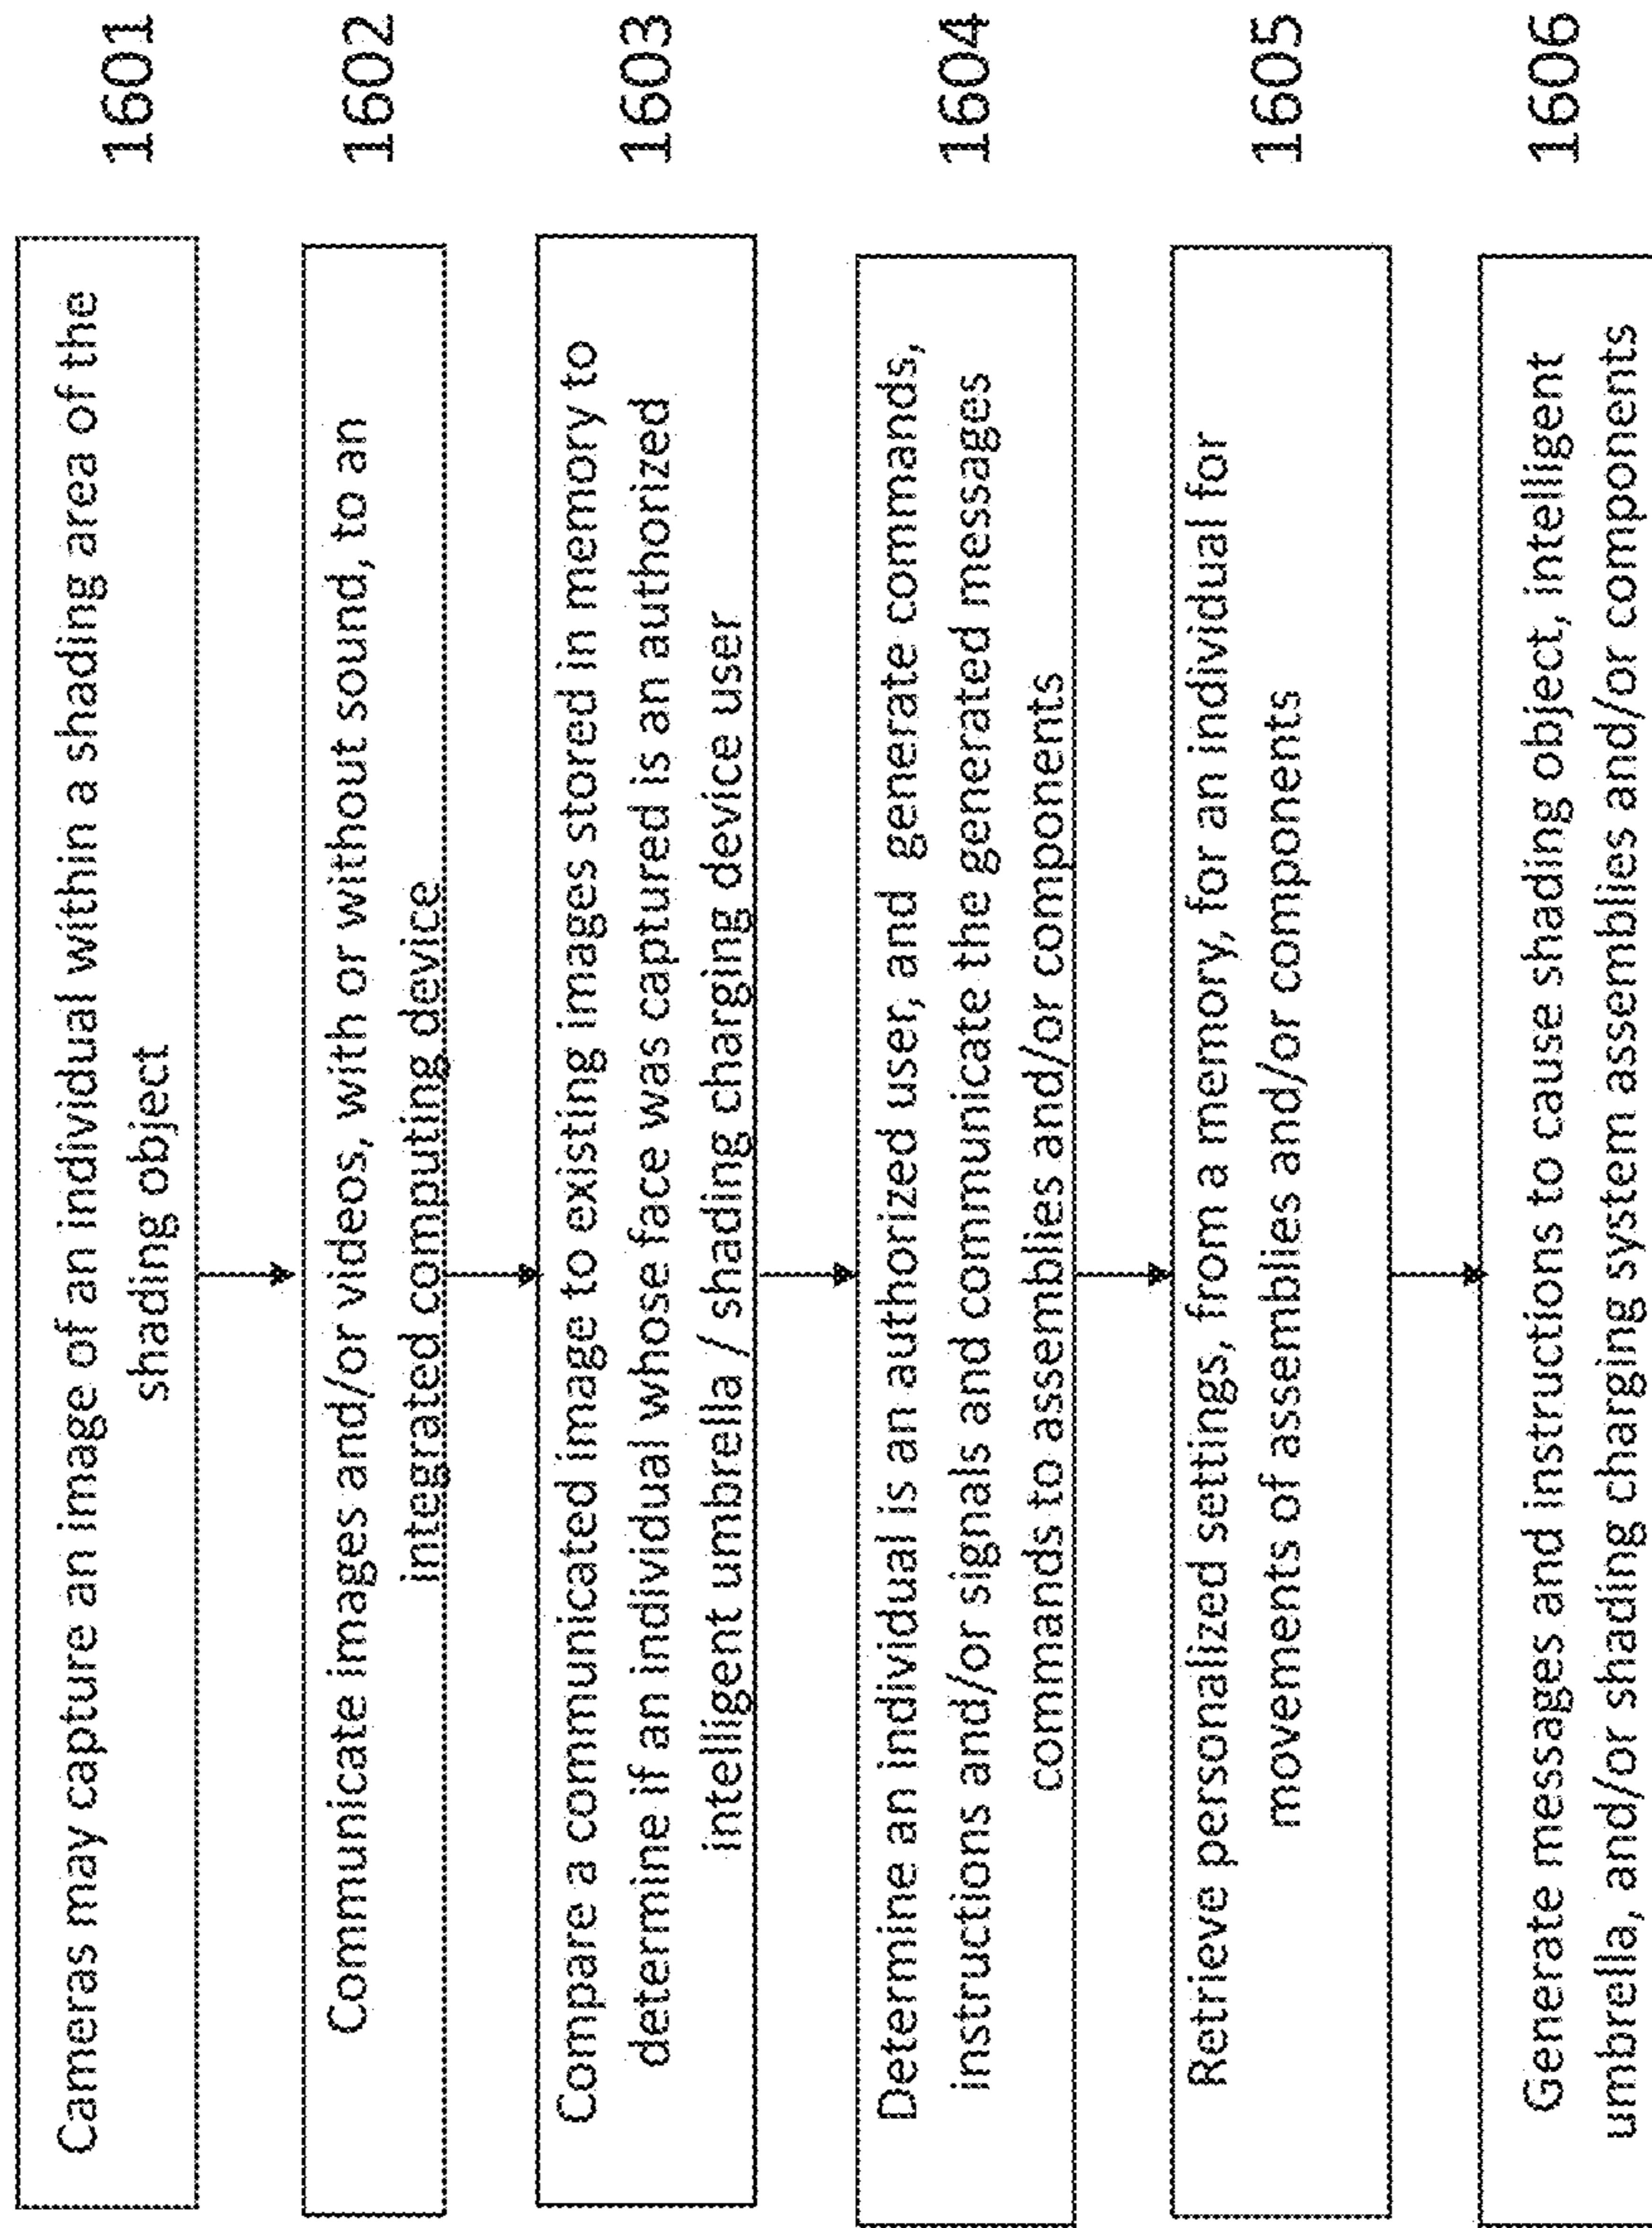 Cameras may capture an image of an individual within a shading area of the
shading object
1601
Communicate images and/or videos, with or without sound, to an
integrated computing device
1602
Compare a communicated image to existing images stored in memory to
determine if an individual whose face was captured is an authorized
intelligent umbrella / shading charging device user
1603
Determine an individual is an authorized user, and generate commands,
instructions and/or signals and communicate the generated messages
commands to assemblies and/or components
1604
Retrieve personalized settings, from a memory, for an individual for
movements of assemblies and/or components
1605
Generate messages and instructions to cause shading object, intelligent
umbrella, and/or shading charging system assemblies and/or components
1606